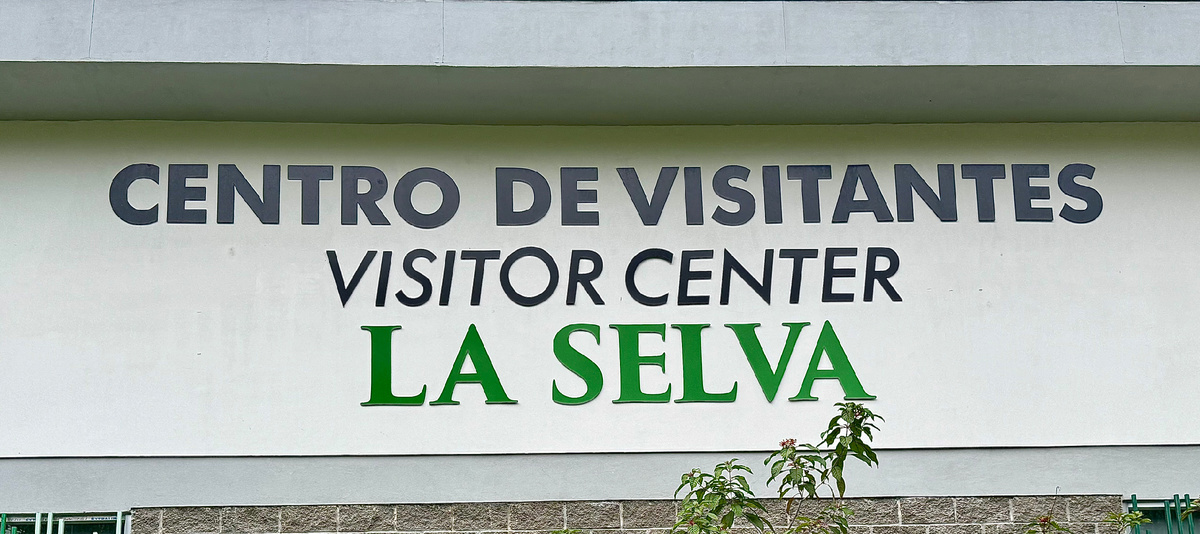 CENTRO DE VISITANTES
VISITOR CENTER
LA SELVA